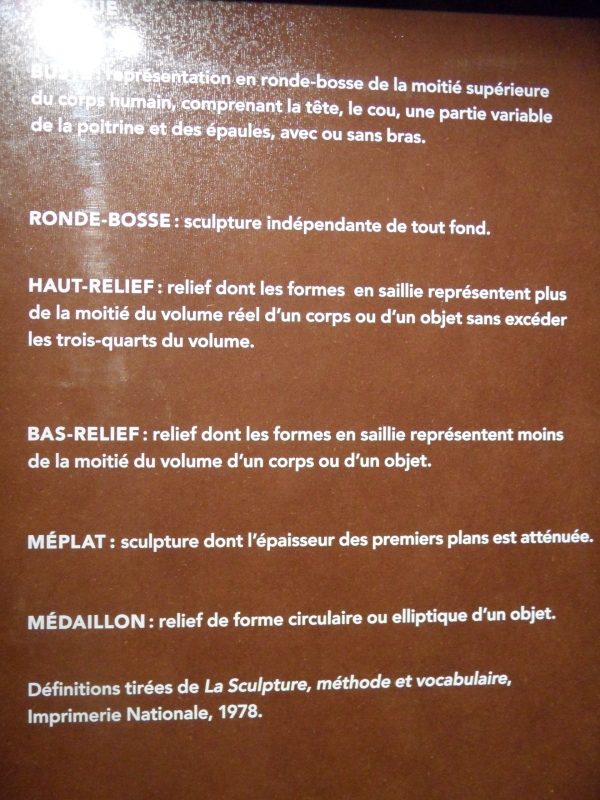 BUSTE : représentation en ronde-bosse de la moitié supérieure
du corps humain, comprenant la tête, le cou, une partie variable
de la poitrine et des épaules, avec ou sans bras.
RONDE-BOSSE : sculpture indépendante de tout fond.
HAUT-RELIEF : relief dont les formes en saillie représentent plus
de la moitié du volume réel d'un corps ou d'un objet sans excéder
les trois-quarts du volume.
BAS-RELIEF : relief dont les formes en saillie représentent moins
de la moitié du volume d'un corps ou d'un objet.
MÉPLAT : sculpture dont l'épaisseur des premiers plans est atténuée.
MÉDAILLON : relief de forme circulaire ou elliptique d'un objet.
Définitions tirées de La Sculpture, méthode et vocabulaire,
Imprimerie Nationale, 1978.